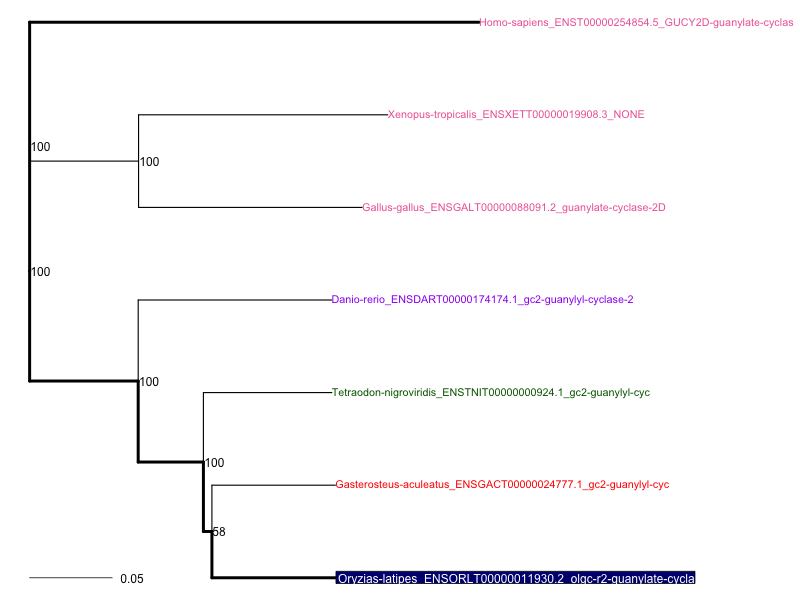 Homo-sapiens_ENST00000254854.5_GUCY2D-guanylate-cyclas
Xenopus-tropicalis_ENSXETT00000019908.3_NONE
100
100
Gallus-gallus_ENSGALT00000088091.2_guanylate-cyclase-2D
100
Danio-rerio_ENSDART00000174174.1_gc2-guanylyl-cyclase-2
100
Tetraodon-nigroviridis_ENSTNIT00000000924.1_gc2-guanylyl-cyc
100
Gasterosteus-aculeatus_ENSGACT00000024777.1_gc2-guanylyl-cyc
58
Oryzias-latipes_ENSORLT00000011930.2_olgc-r2-guanylate-cycla
0.05